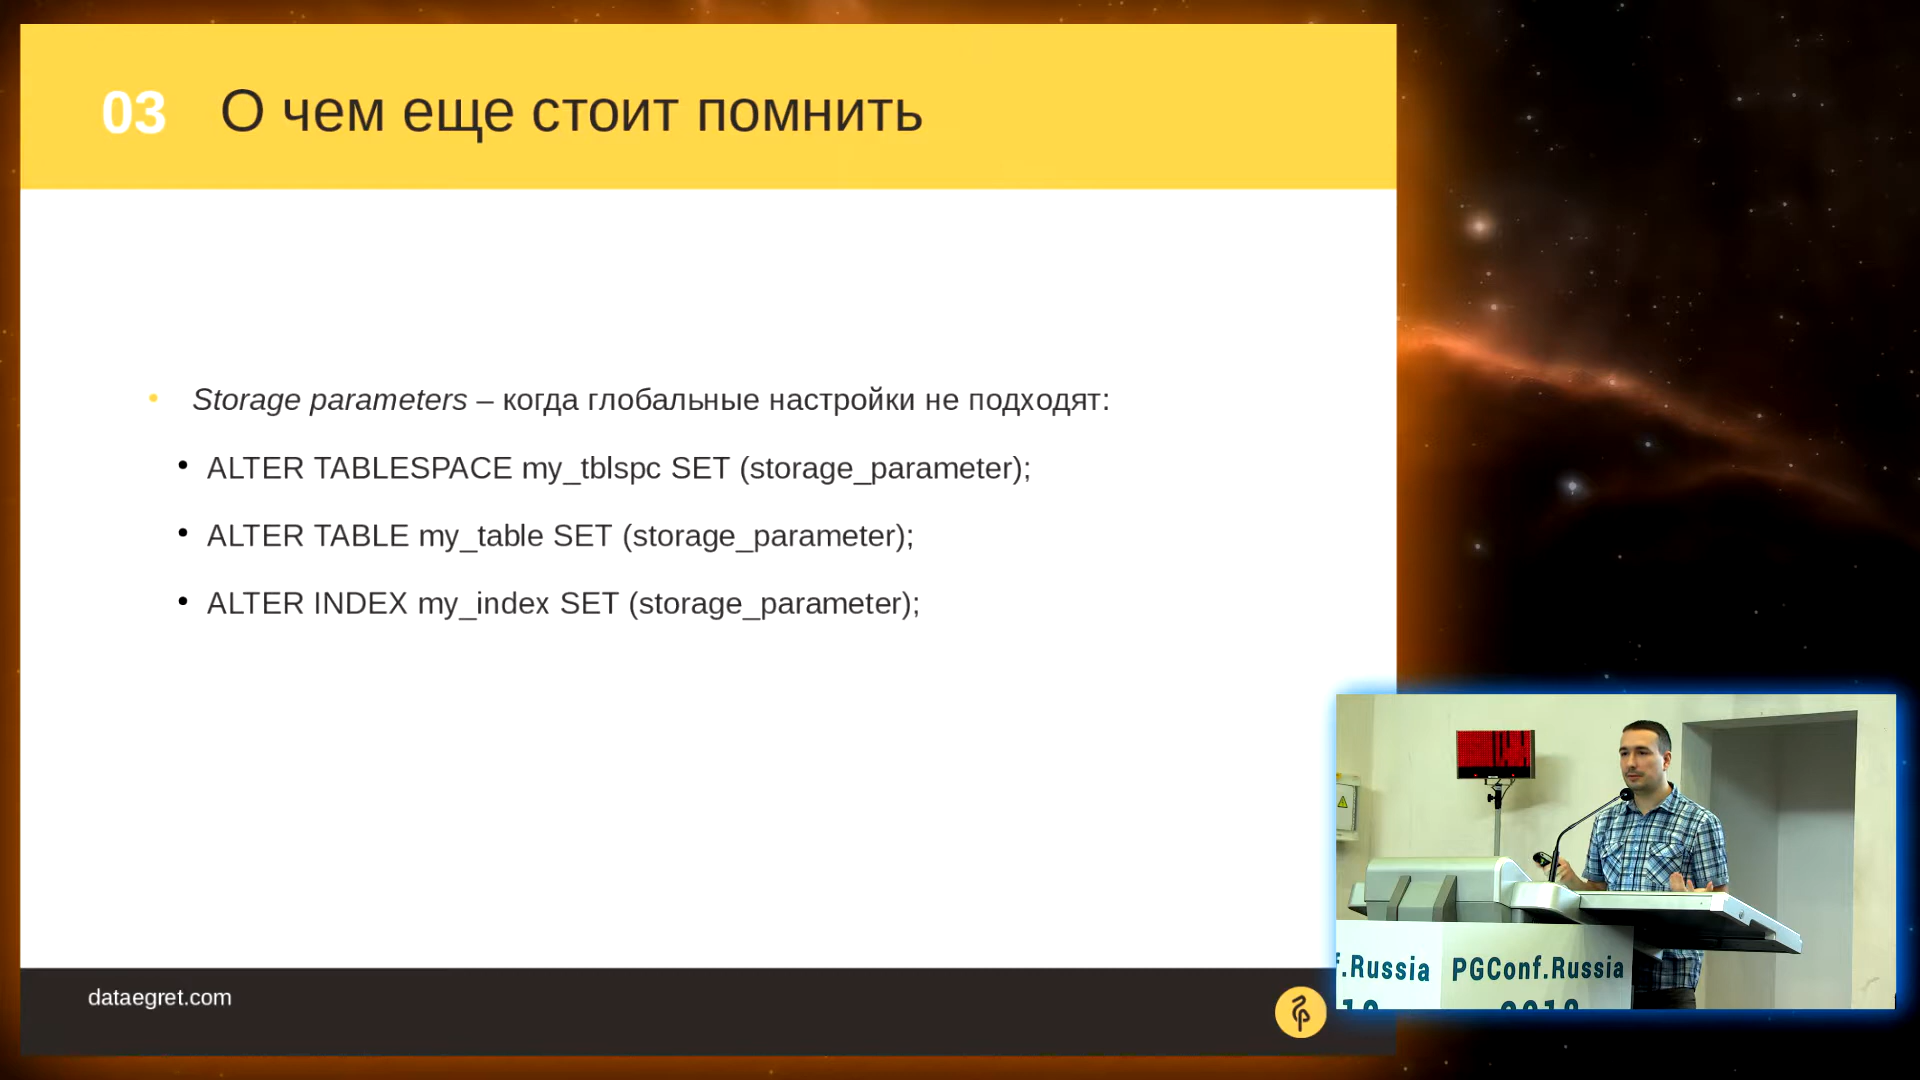 03 О чем еще стоит помнить
• Storage parameters – когда глобальные настройки не подходят:
• ALTER TABLESPACE my_tblspc SET (storage_parameter);
• ALTER TABLE my_table SET (storage_parameter);
• ALTER INDEX my_index SET (storage_parameter);
dataegret.com
f.Russia PGConf.Russia